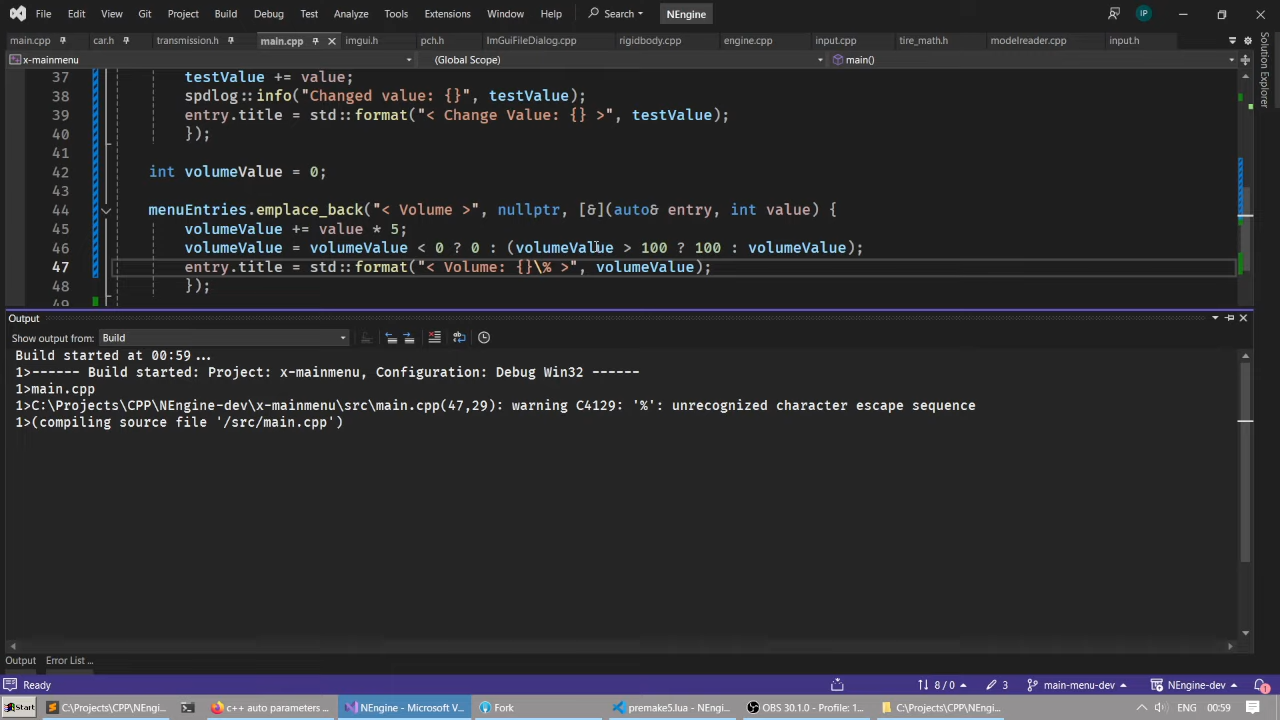 File Edit View Git Project Build Debug Test Analyze Tools Extensions Window Help Search NEngine IP
main.cpp car.h transmission.h main.cpp imgui.h pch.h ImGuiFileDialog.cpp rigidbody.cpp engine.cpp input.cpp tire_math.h modelreader.cpp input.h
x-mainmenu (Global Scope) main()
37 testValue += value;
38 spdlog::info("Changed value: {}", testValue);
39 entry.title = std::format("< Change Value: {} >", testValue);
40 });
41
42 int volumeValue = 0;
43
44 menuEntries.emplace_back("< Volume >", nullptr, [&](auto& entry, int value) {
45 volumeValue += value * 5;
46 volumeValue = volumeValue < 0 ? 0 : (volumeValue > 100 ? 100 : volumeValue);
47 entry.title = std::format("< Volume: {}\% >", volumeValue);
48 });
49
Solution Explorer
Output
Show output from: Build
Build started at 00:59...
1>------ Build started: Project: x-mainmenu, Configuration: Debug Win32 ------
1>main.cpp
1>C:\Projects\CPP\NEngine-dev\x-mainmenu\src\main.cpp(47,29): warning C4129: '%': unrecognized character escape sequence
1>(compiling source file '/src/main.cpp')
Output Error List ...
Ready 8 / 0 3 main-menu-dev NEngine-dev 1
Start C:\Projects\CPP\NE... c++ auto parameters ... NEngine - Microsoft V... Fork premake5.lua - NEngi... OBS 30.1.0 - Profile: 1... C:\Projects\CPP\NEn... ENG 00:59